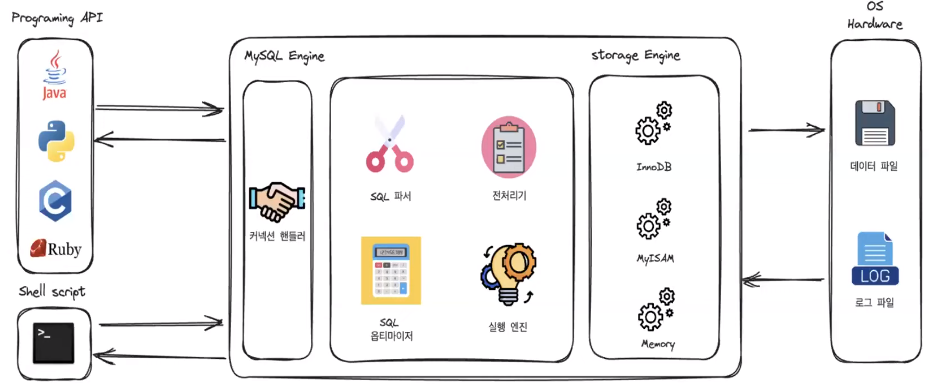 Programing API
Java
C
Ruby
Shell script
>_
MySQL Engine
커넥션 핸들러
SQL 파서
전처리기
SQL
옵티마이저
실행 엔진
storage Engine
InnoDB
MyISAM
Memory
OS
Hardware
데이터 파일
LOG
로그 파일